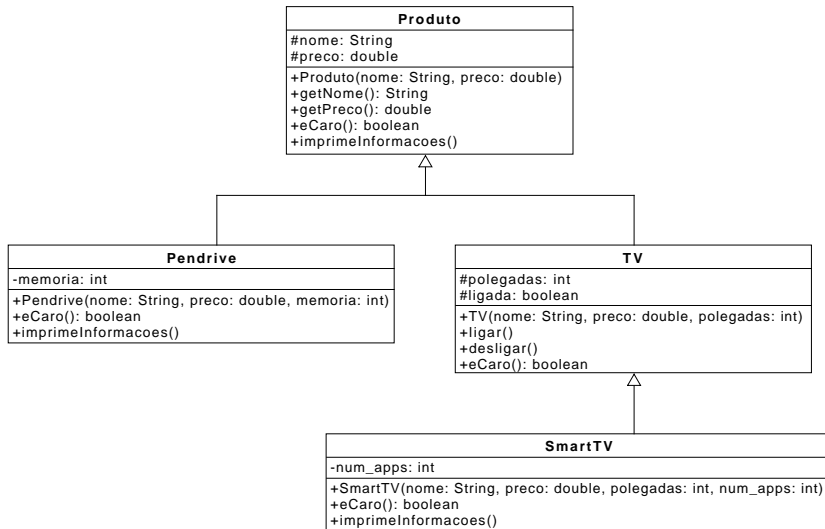 Produto
#nome: String
#preco: double
+Produto(nome: String, preco: double)
+getNome(): String
+getPreco(): double
+eCaro(): boolean
+imprimeInformacoes()
Pendrive
-memoria: int
+Pendrive(nome: String, preco: double, memoria: int)
+eCaro(): boolean
+imprimeInformacoes()
TV
#polegadas: int
#ligada: boolean
+TV(nome: String, preco: double, polegadas: int)
+ligar()
+desligar()
+eCaro(): boolean
SmartTV
-num_apps: int
+SmartTV(nome: String, preco: double, polegadas: int, num_apps: int)
+eCaro(): boolean
+imprimeInformacoes()